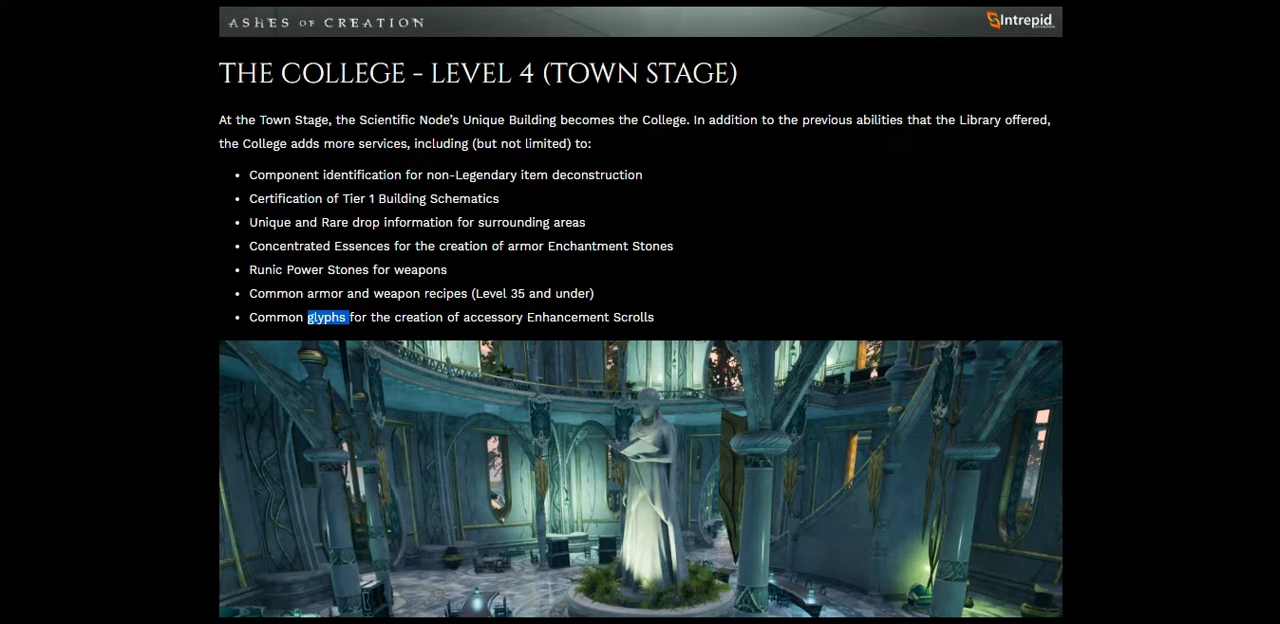 ASHES OF CREATION
Intrepid
THE COLLEGE - LEVEL 4 (TOWN STAGE)
At the Town Stage, the Scientific Node's Unique Building becomes the College. In addition to the previous abilities that the Library offered,
the College adds more services, including (but not limited) to:
• Component identification for non-Legendary item deconstruction
• Certification of Tier 1 Building Schematics
• Unique and Rare drop information for surrounding areas
• Concentrated Essences for the creation of armor Enchantment Stones
• Runic Power Stones for weapons
• Common armor and weapon recipes (Level 35 and under)
• Common glyphs for the creation of accessory Enhancement Scrolls